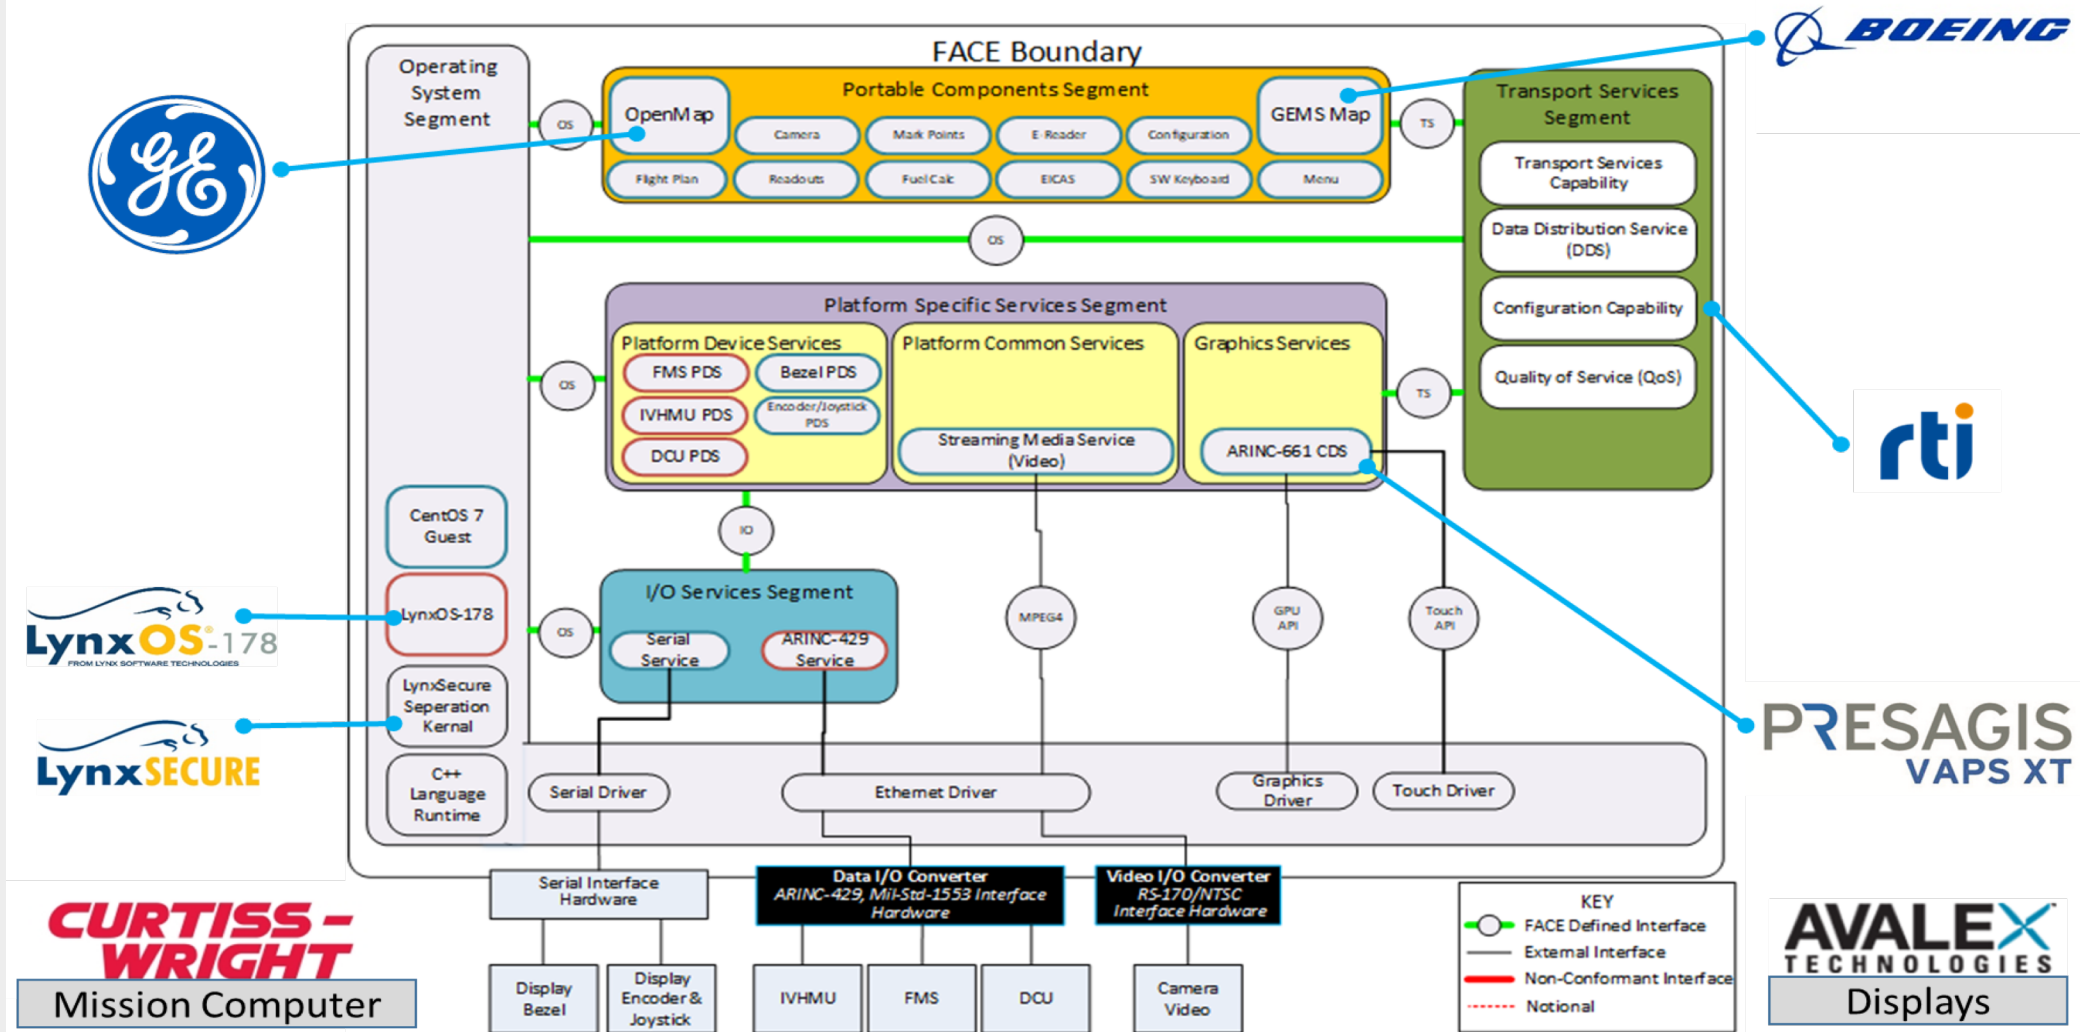 FACE Boundary
BOEING
Operating
System
Segment
OS
Portable Components Segment
OpenMap
GEMS Map
Camera
Mark Points
E-Reader
Configuration
Flight Plan
Readouts
Fuel Calc
EICAS
SW Keyboard
Menu
TS
Transport Services
Segment
Transport Services
Capability
Data Distribution Service
(DDS)
Configuration Capability
Quality of Service (QoS)
GE
OS
Platform Specific Services Segment
Platform Device Services
FMS PDS
Bezel PDS
IVHMU PDS
Encoder/Joystick
PDS
DCU PDS
Platform Common Services
Streaming Media Service
(Video)
Graphics Services
ARINC-661 CDS
OS
TS
rti
IO
CentOS 7
Guest
LynxOS-178
LynxSecure
Seperation
Kernal
C++
Language
Runtime
LynxOS®-178
FROM LYNX SOFTWARE TECHNOLOGIES
LynxSECURE
OS
I/O Services Segment
Serial
Service
ARINC-429
Service
MPEG4
GPU
API
Touch
API
PRESAGIS
VAPS XT
Serial Driver
Ethernet Driver
Graphics
Driver
Touch Driver
Serial Interface
Hardware
Data I/O Converter
ARINC-429, Mil-Std-1553 Interface
Hardware
Video I/O Converter
RS-170/NTSC
Interface Hardware
Display
Bezel
Display
Encoder &
Joystick
IVHMU
FMS
DCU
Camera
Video
KEY
FACE Defined Interface
External Interface
Non-Conformant Interface
Notional
CURTISS-
WRIGHT
Mission Computer
AVALEX
TECHNOLOGIES
Displays